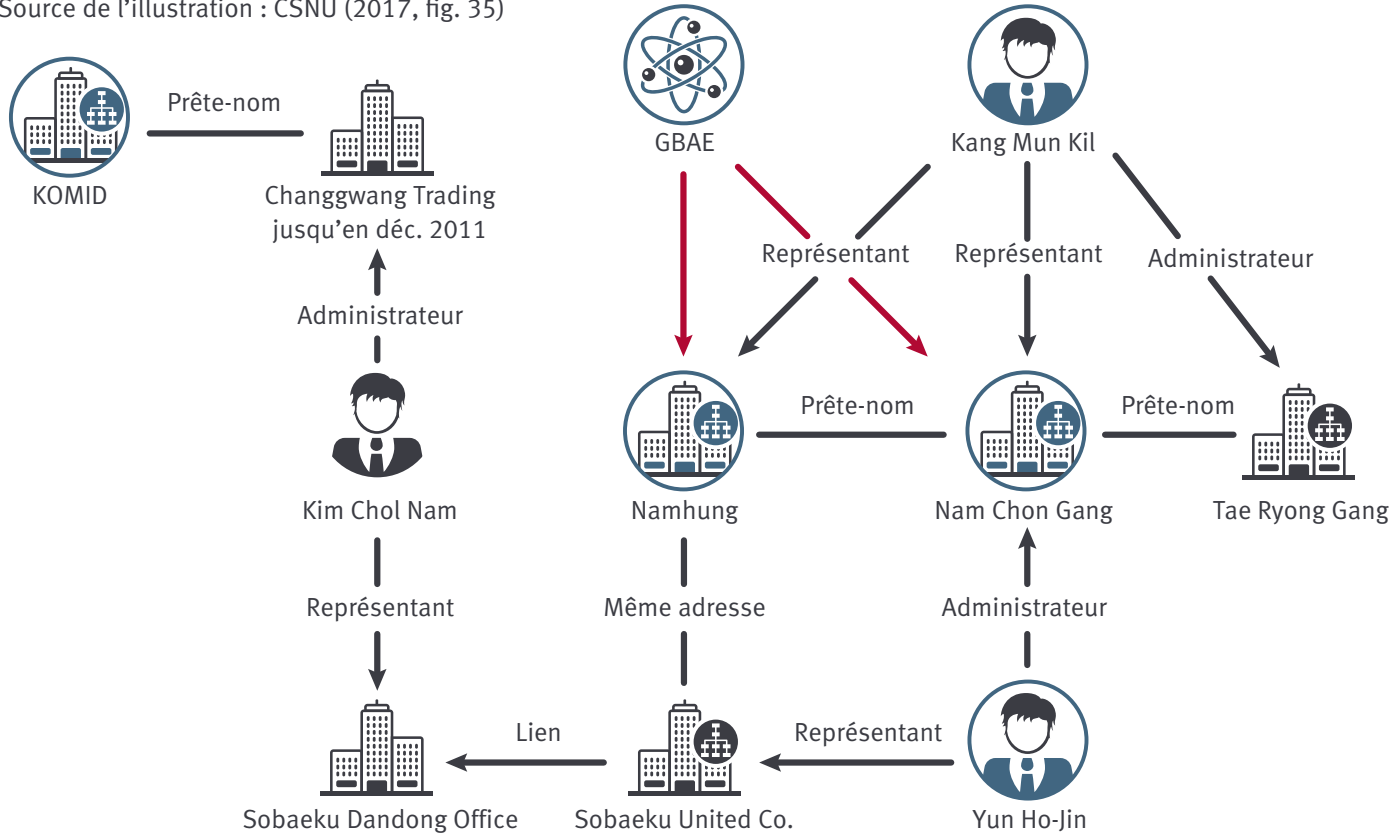 Source de l'illustration : CSNU (2017, fig. 35)
KOMID
Prête-nom
Changgwang Trading
jusqu'en déc. 2011
GBAE
Kang Mun Kil
Représentant
Représentant
Administrateur
Administrateur
Kim Chol Nam
Namhung
Prête-nom
Nam Chon Gang
Prête-nom
Tae Ryong Gang
Représentant
Même adresse
Administrateur
Sobaeku Dandong Office
Lien
Sobaeku United Co.
Représentant
Yun Ho-Jin